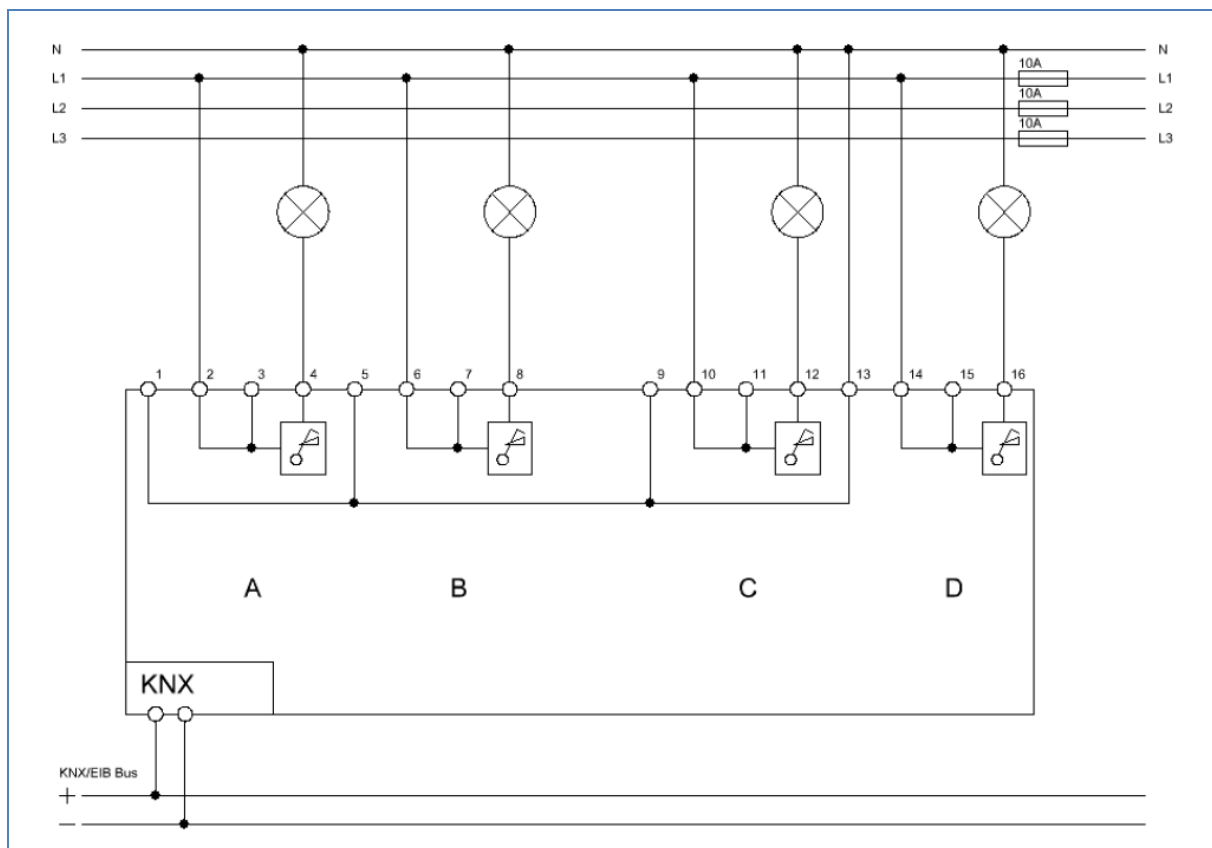 N N
10A
L1 L1
10A
L2 L2
10A
L3 L3
1 2 3 4 5 6 7 8 9 10 11 12 13 14 15 16
A B C D
KNX
KNX/EIB Bus
+
−